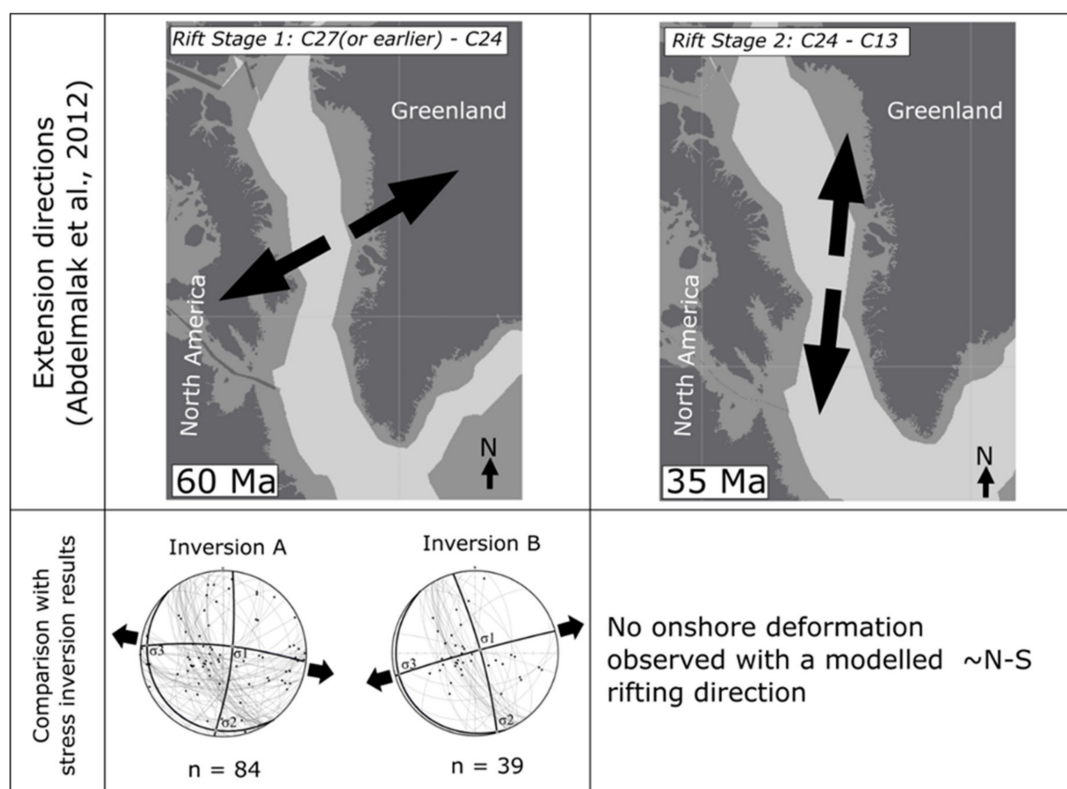 Extension directions
(Abdelmalak et al., 2012)
Rift Stage 1: C27(or earlier) - C24
Greenland
North America
N
60 Ma
Rift Stage 2: C24 - C13
Greenland
North America
N
35 Ma
Comparison with
stress inversion results
Inversion A
σ3
σ1
σ2
n = 84
Inversion B
σ1
σ3
σ2
n = 39
No onshore deformation
observed with a modelled ~N-S
rifting direction